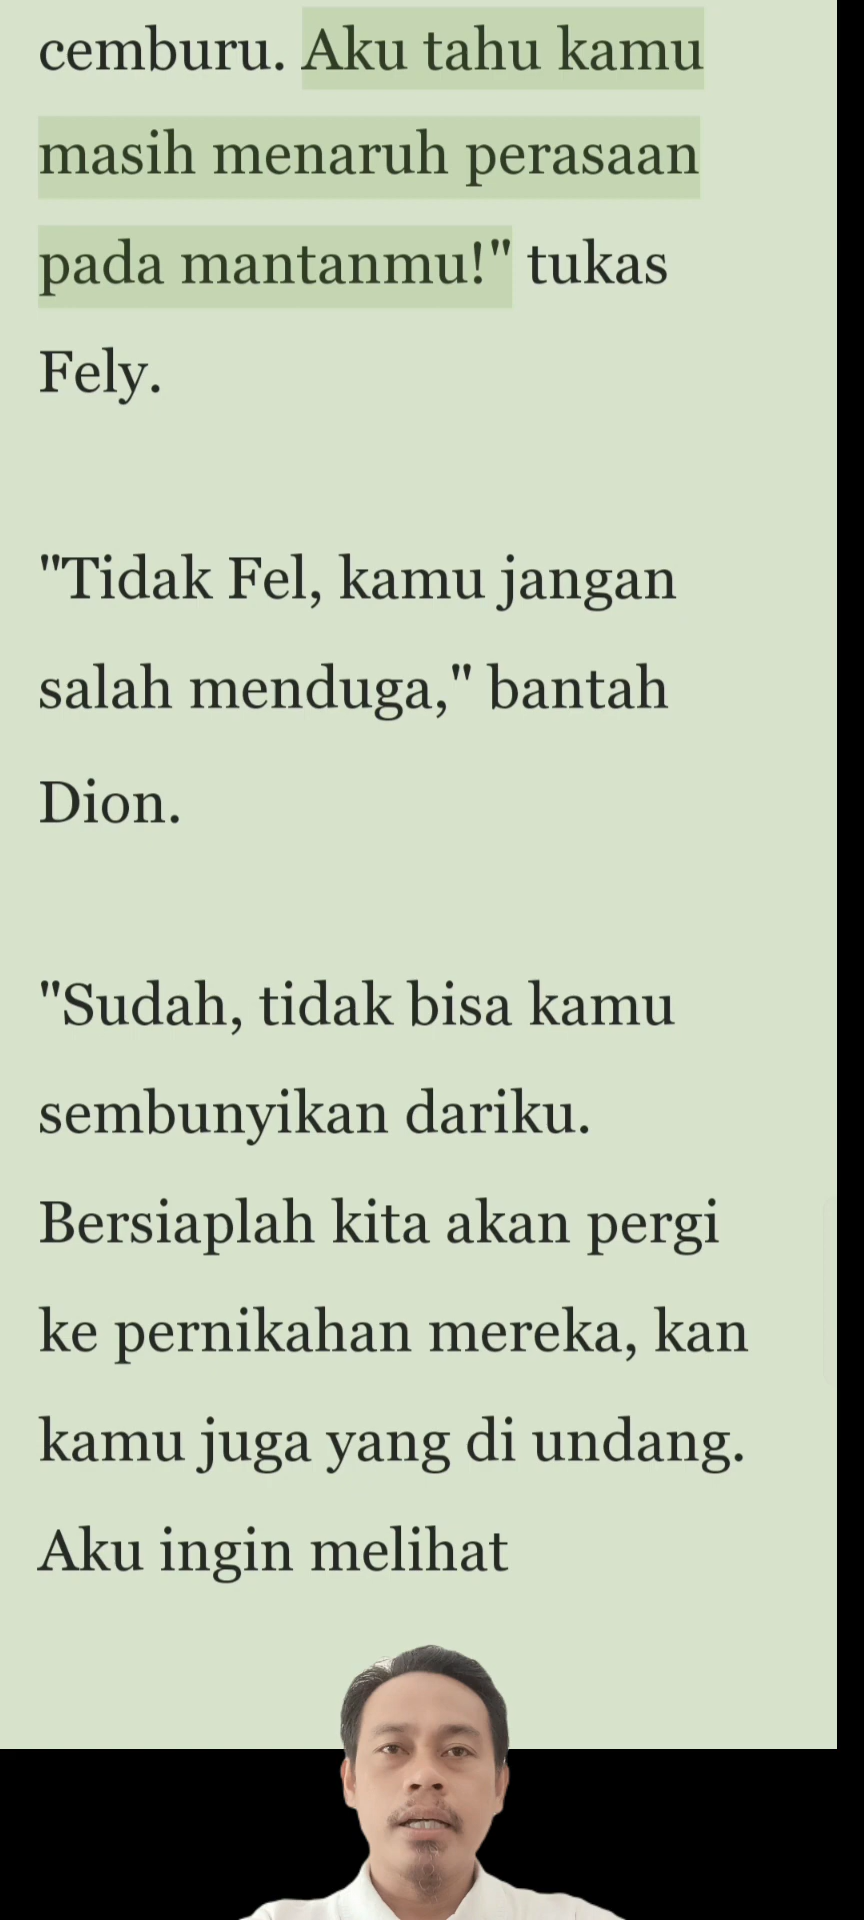 cemburu. Aku tahu kamu
masih menaruh perasaan
pada mantanmu!" tukas
Fely.
"Tidak Fel, kamu jangan
salah menduga," bantah
Dion.
"Sudah, tidak bisa kamu
sembunyikan dariku.
Bersiaplah kita akan pergi
ke pernikahan mereka, kan
kamu juga yang di undang.
Aku ingin melihat